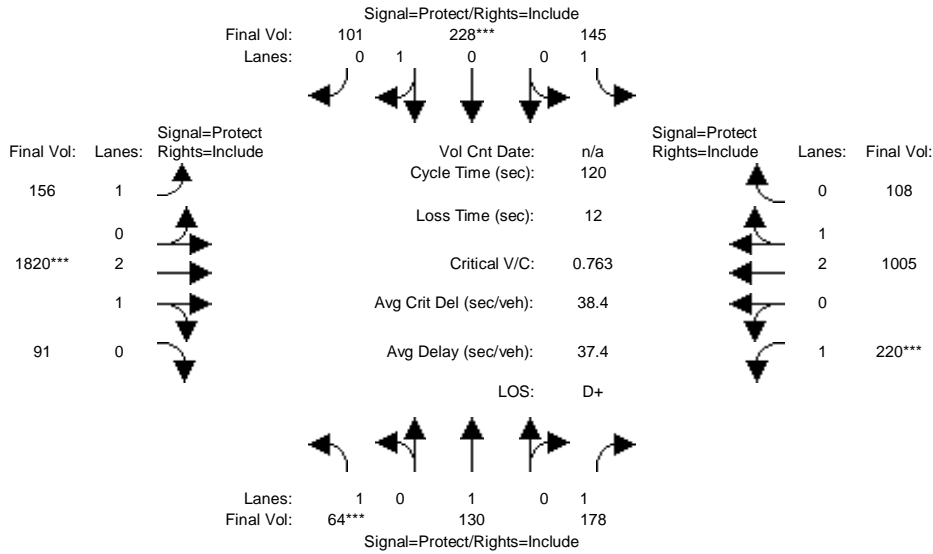 Signal=Protect/Rights=Include
Final Vol: 101 228*** 145
Lanes: 0 1 0 0 1
Signal=Protect
Final Vol: Lanes: Rights=Include
Vol Cnt Date: n/a
Signal=Protect
Rights=Include Lanes: Final Vol:
Cycle Time (sec): 120
156 1
0 108
Loss Time (sec): 12
0
1
1820*** 2
Critical V/C: 0.763
2 1005
1
Avg Crit Del (sec/veh): 38.4
0
91 0
Avg Delay (sec/veh): 37.4
1 220***
LOS: D+
Lanes: 1 0 1 0 1
Final Vol: 64*** 130 178
Signal=Protect/Rights=Include